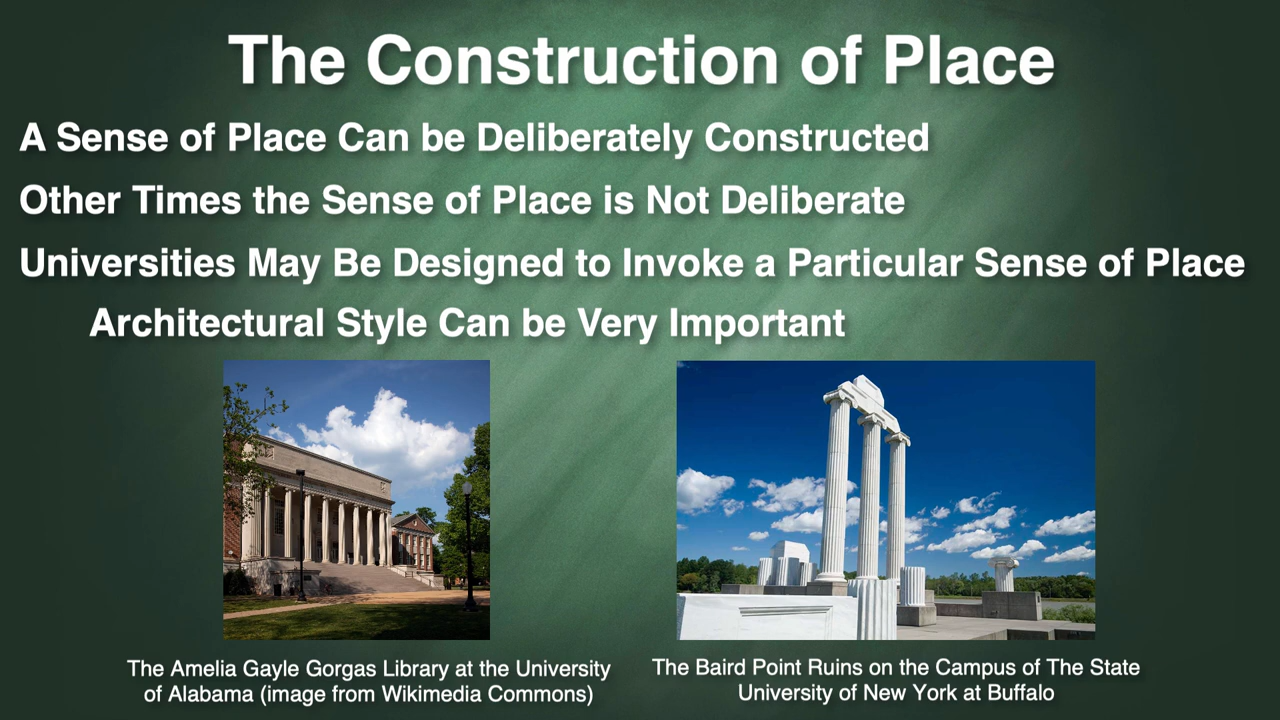 The Construction of Place
A Sense of Place Can be Deliberately Constructed
Other Times the Sense of Place is Not Deliberate
Universities May Be Designed to Invoke a Particular Sense of Place
Architectural Style Can be Very Important
The Amelia Gayle Gorgas Library at the University
of Alabama (image from Wikimedia Commons)
The Baird Point Ruins on the Campus of The State
University of New York at Buffalo